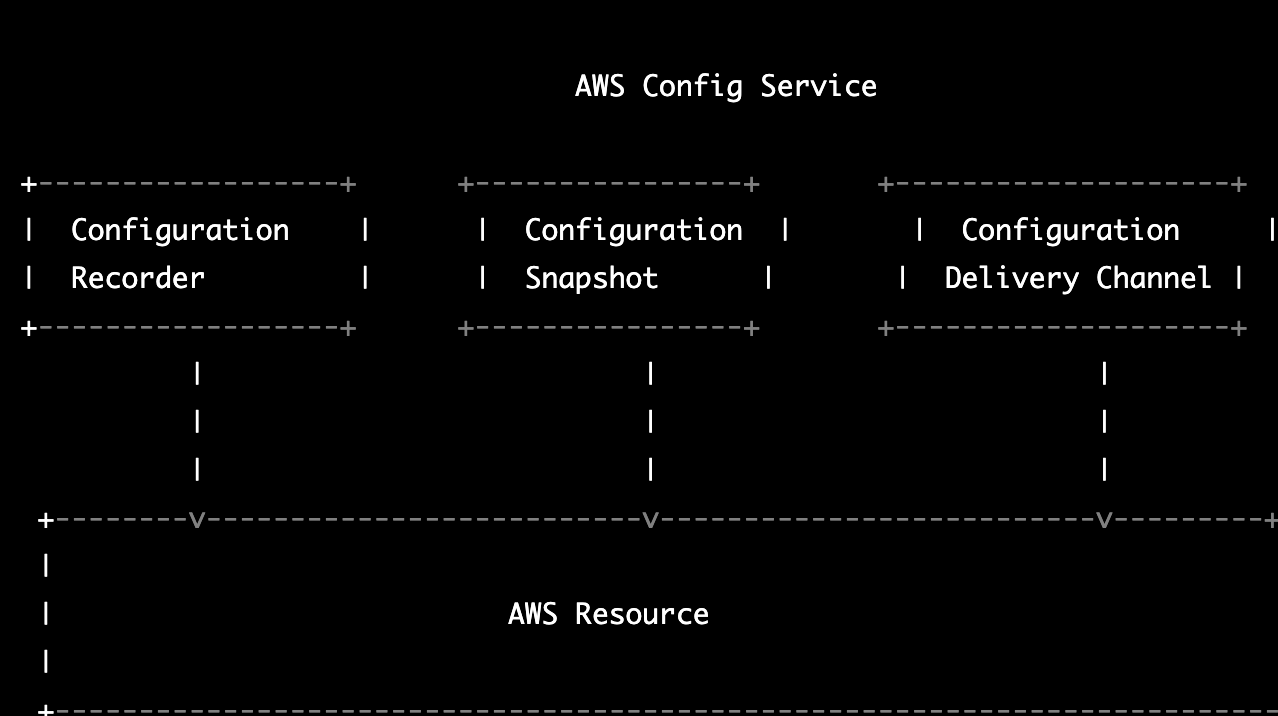 AWS Config Service
+------------------+      +----------------+       +--------------------+
|  Configuration    |      |  Configuration  |       |  Configuration     |
|  Recorder         |      |  Snapshot      |       |  Delivery Channel |
+------------------+      +----------------+       +--------------------+
|                          |                          |
|                          |                          |
|                          |                          |
+--------V--------------------------V--------------------------V---------+
|
|                           AWS Resource
|
+-------------------------------------------------------------------------